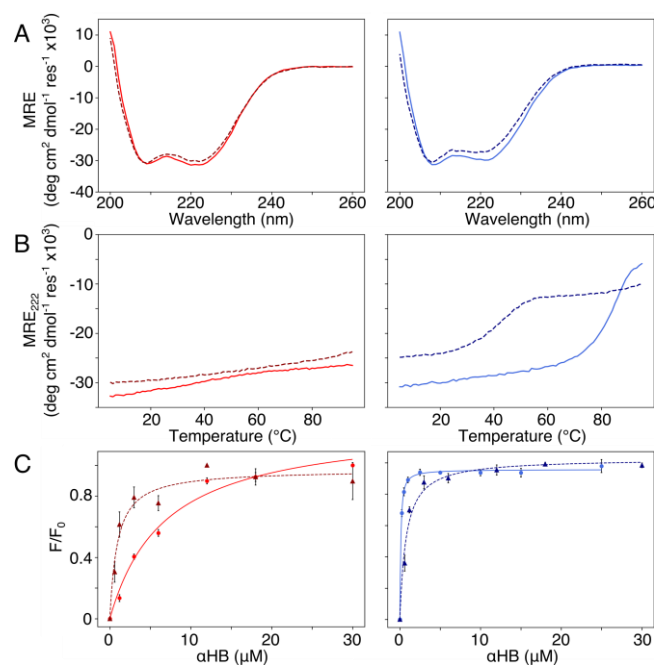 A
MRE
(deg cm² dmol⁻¹ res⁻¹ x10³)
10
0
-10
-20
-30
-40
200 220 240 260
Wavelength (nm)
200 220 240 260
Wavelength (nm)
B
MRE₂₂₂
(deg cm² dmol⁻¹ res⁻¹ x10³)
0
-10
-20
-30
20 40 60 80
Temperature (°C)
20 40 60 80
Temperature (°C)
C
F/F₀
0.8
0.4
0
0 10 20 30
αHB (µM)
0 10 20 30
αHB (µM)